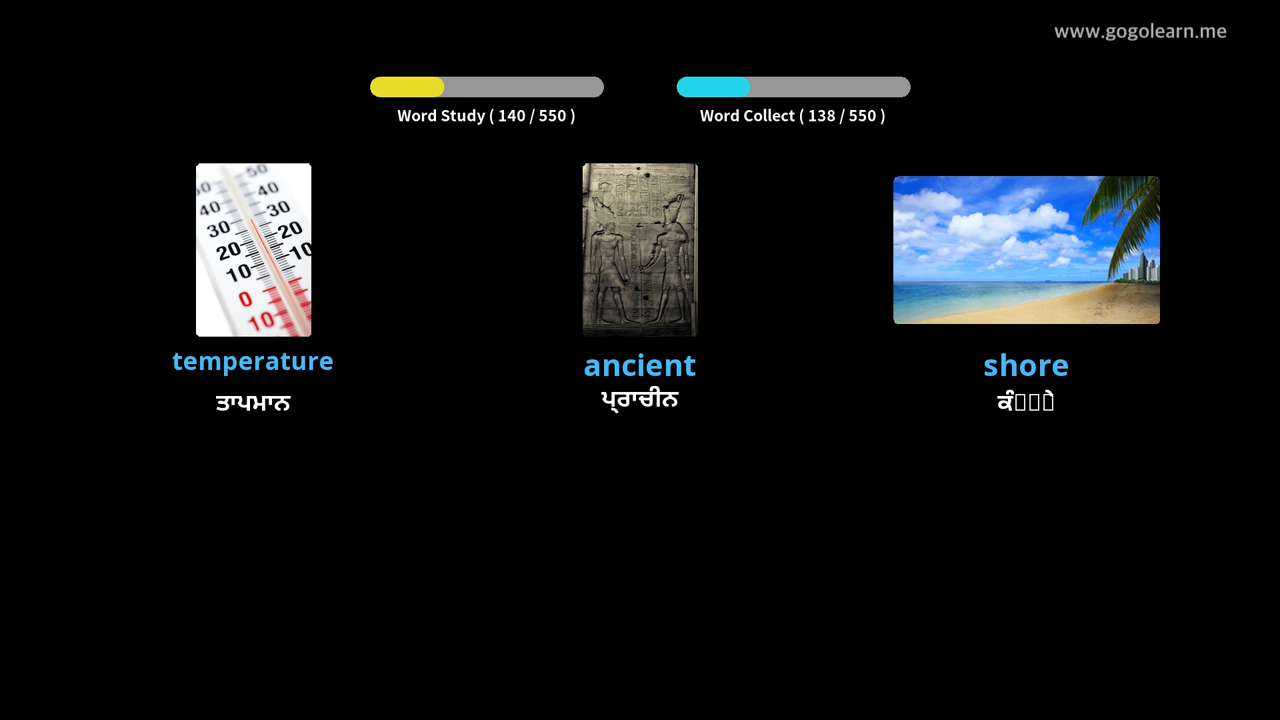 www.gogolearn.me
Word Study ( 140 / 550 )
Word Collect ( 138 / 550 )
temperature
ਤਾਪਮਾਨ
ancient
ਪ੍ਰਾਚੀਨ
shore